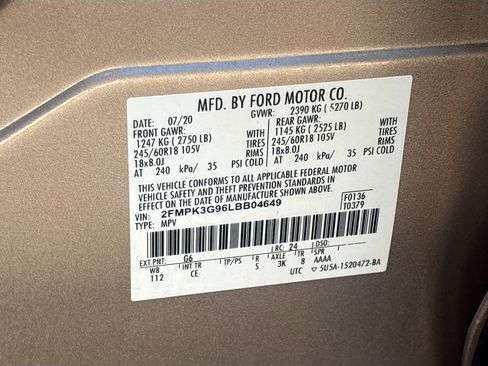 MFD. BY FORD MOTOR CO.
DATE: 07/20 GVWR: 2390 KG ( 5270 LB)
FRONT GAWR: REAR GAWR:
1247 KG ( 2750 LB) WITH 1145 KG ( 2525 LB) WITH
245/60R18 105V TIRES 245/60R18 105V TIRES
18x8.0J RIMS 18x8.0J RIMS
AT 240 kPa/ 35 PSI COLD AT 240 kPa/ 35 PSI COLD
THIS VEHICLE CONFORMS TO ALL APPLICABLE FEDERAL MOTOR
VEHICLE SAFETY AND THEFT PREVENTION STANDARDS IN
EFFECT ON THE DATE OF MANUFACTURE SHOWN ABOVE.
VIN: 2FMPK3G96LBB04649 F0136
TYPE: MPV T0379
EXT PNT: G6 RC: 24 DSO:
WB INT TR TP/PS R AXLE TR SPR
112 CE S 3K 8 AAAA
UTC ▽ 5U5A-1520472-BA